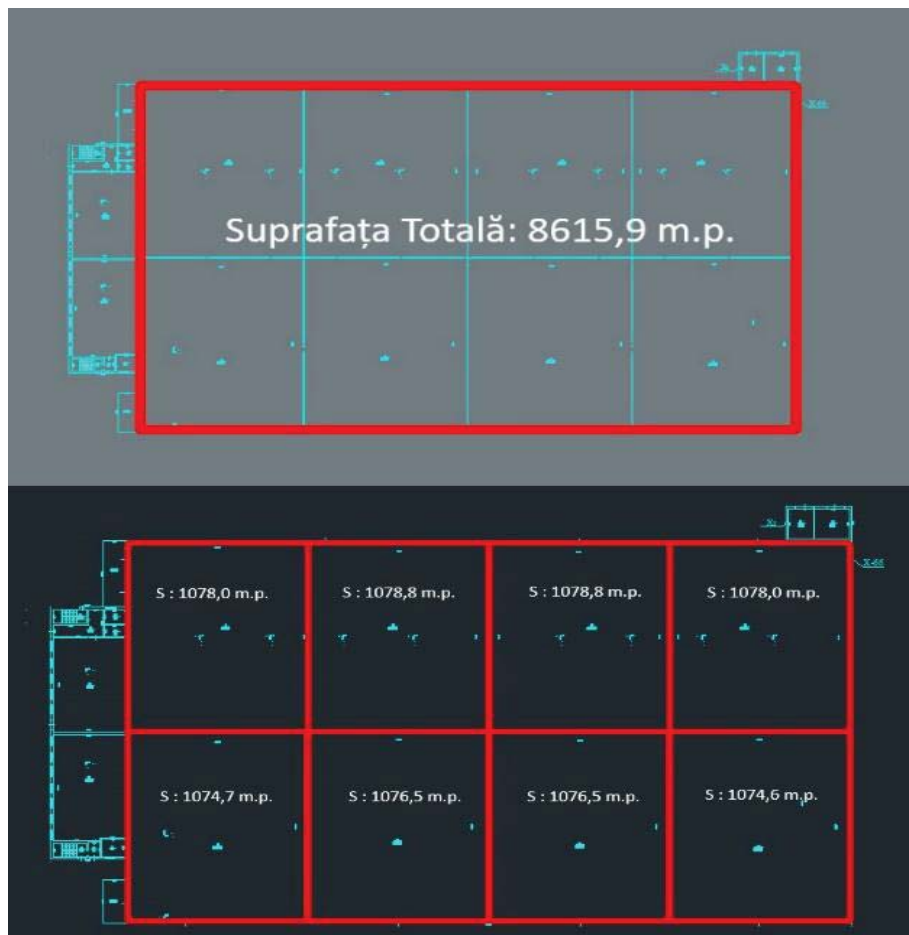 Suprafața Totală: 8615,9 m.p.
S : 1078,0 m.p.
S : 1078,8 m.p.
S : 1078,8 m.p.
S : 1078,0 m.p.
S : 1074,7 m.p.
S : 1076,5 m.p.
S : 1076,5 m.p.
S : 1074,6 m.p.